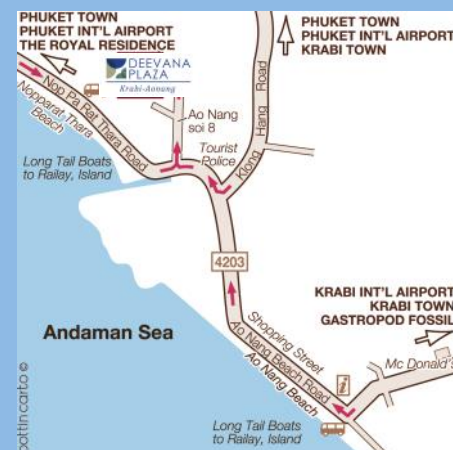 PHUKET TOWN
PHUKET INT'L AIRPORT
THE ROYAL RESIDENCE
PHUKET TOWN
PHUKET INT'L AIRPORT
KRABI TOWN
DEEVANA
PLAZA
Krabi-Aonang
Nop Pa Rat Thara Road
Nopparat Thara
Beach
Ao Nang
soi 8
Tourist
Police
Klong Hang Road
Long Tail Boats
to Railay, Island
4203
KRABI INT'L AIRPORT
KRABI TOWN
GASTROPOD FOSSIL
Andaman Sea
Shopping Street
Ao Nang Beach Road
Ao Nang Beach
i
Mc Donald's
Long Tail Boats
to Railay, Island
bottincarto ©